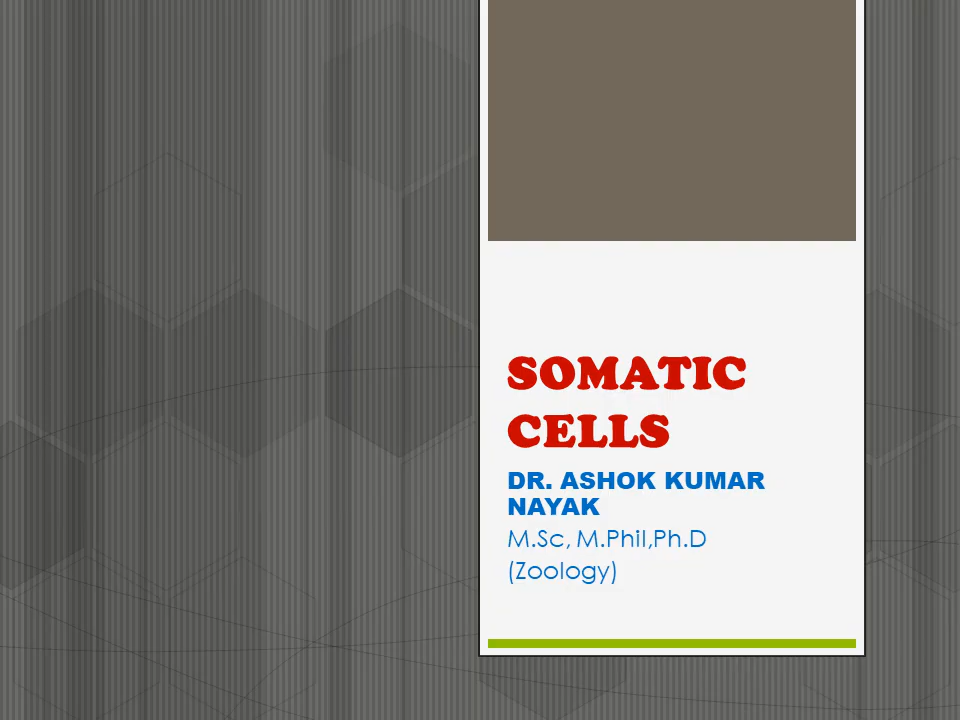 SOMATIC
CELLS
DR. ASHOK KUMAR
NAYAK
M.Sc, M.Phil,Ph.D
(Zoology)